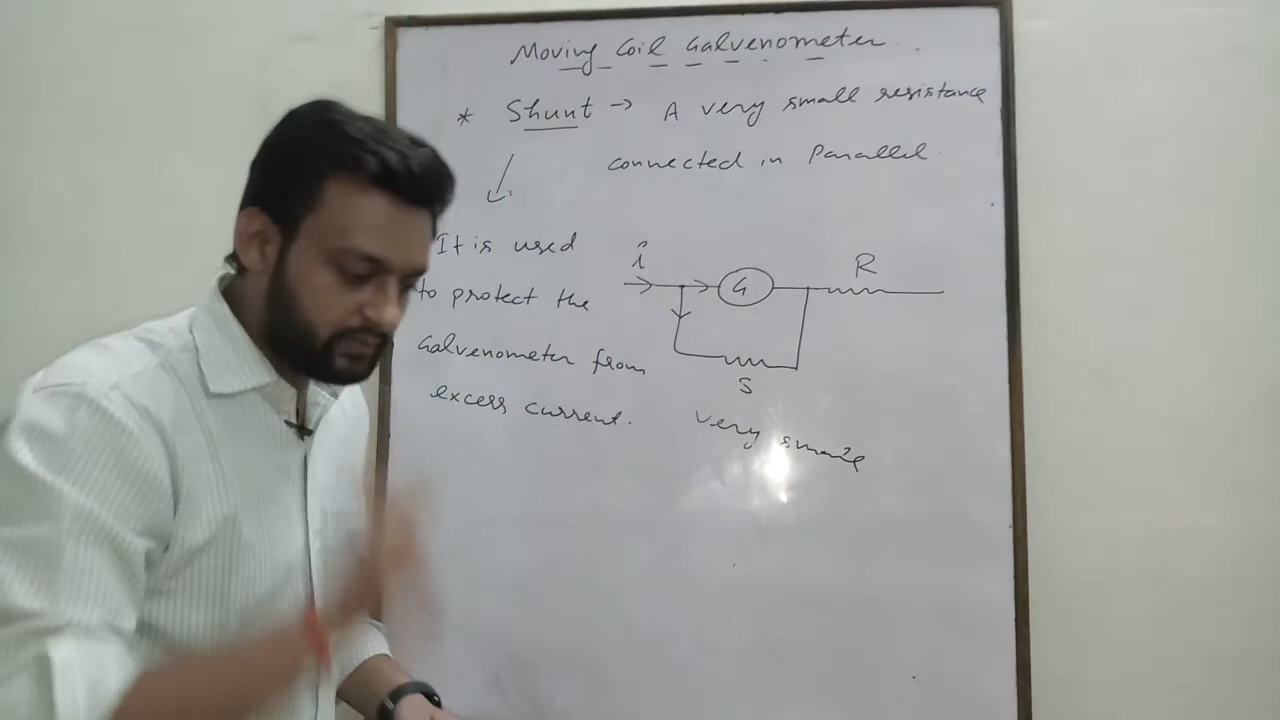 Moving Coil Galvenometer
* Shunt → A very small resistance
connected in Parallel.
↓
It is used
to protect the
Galvenometer from
excess current.
i
G
R
S
very small